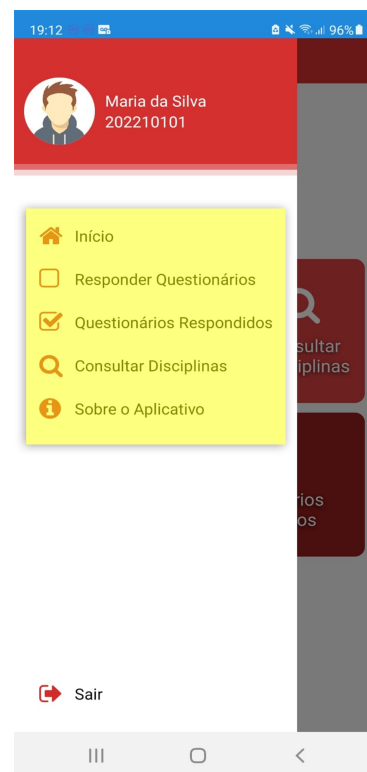 19:12
96%
Maria da Silva
202210101
Início
Responder Questionários
Questionários Respondidos
Consultar Disciplinas
Sobre o Aplicativo
sultar
iplinas
rios
os
Sair